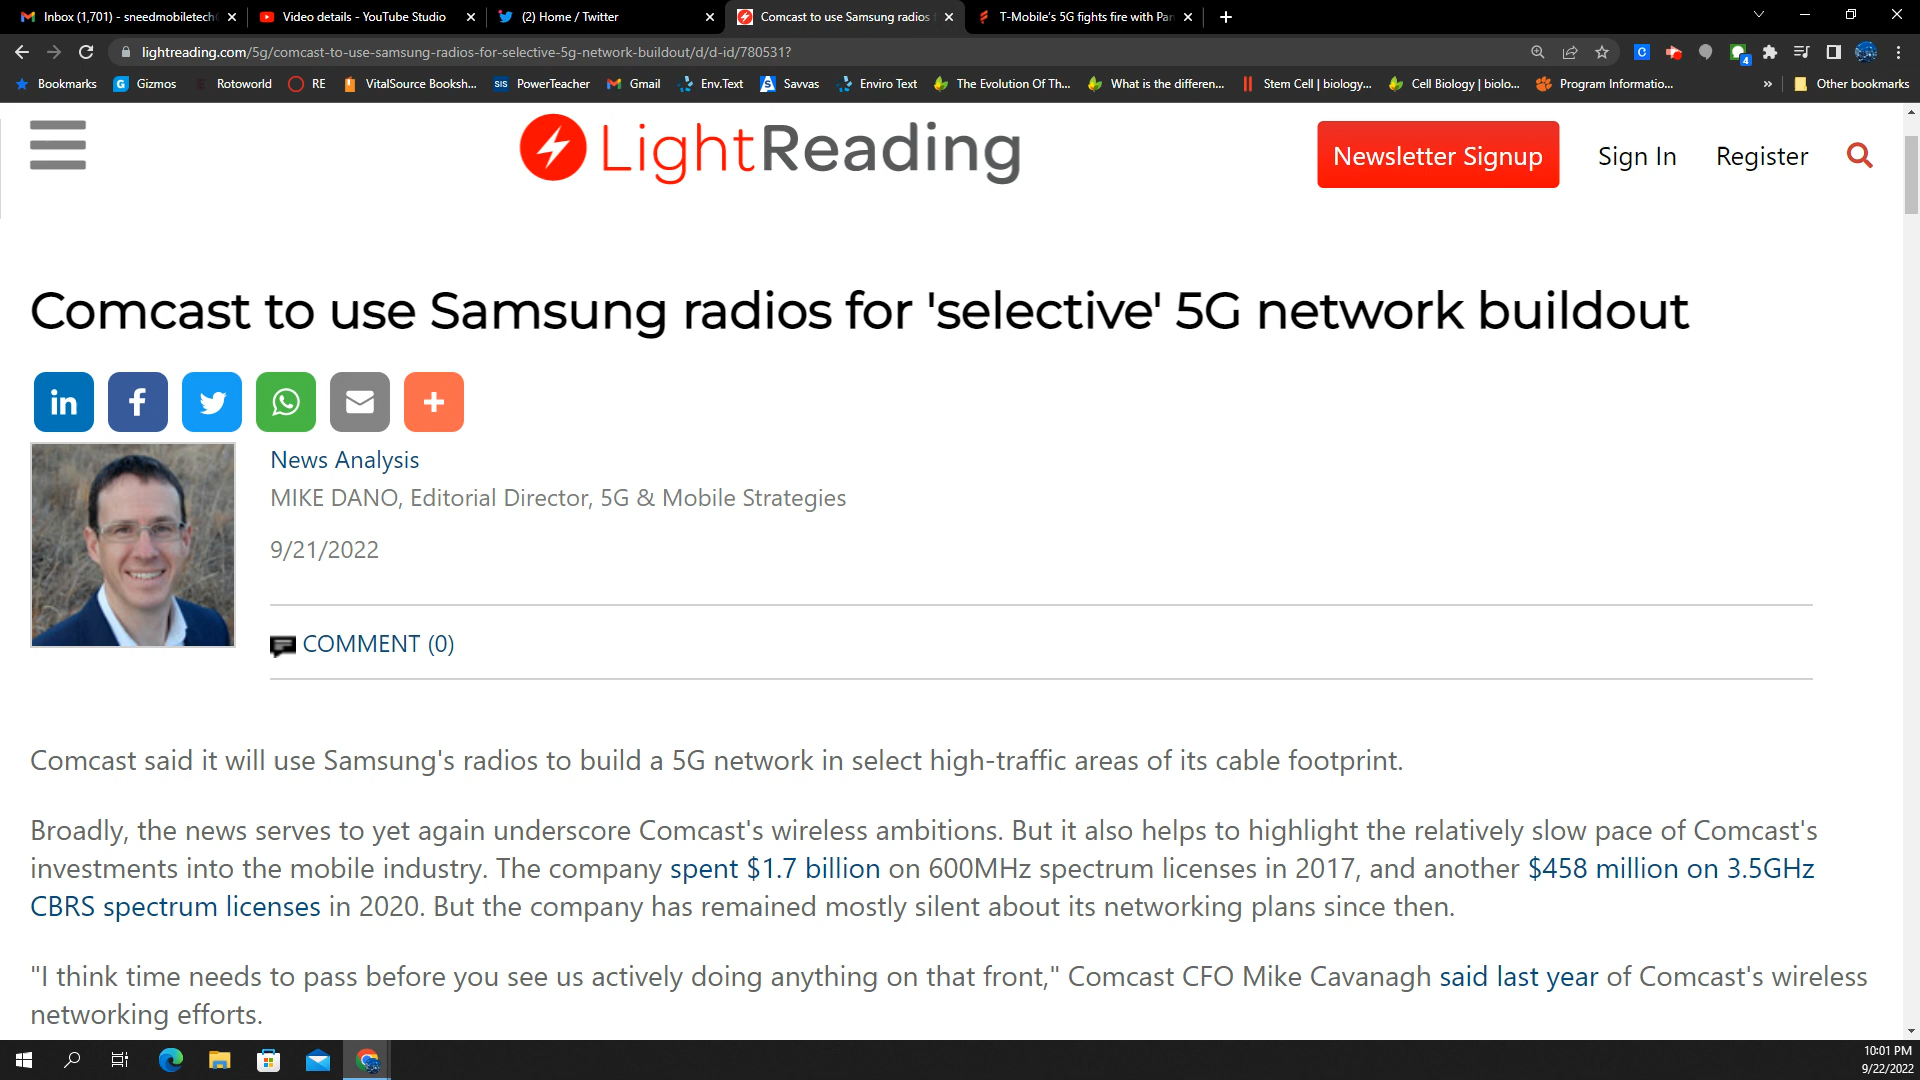 Inbox (1,701) - sneedmobiletech
Video details - YouTube Studio
(2) Home / Twitter
Comcast to use Samsung radios
T-Mobile's 5G fights fire with Par
lightreading.com/5g/comcast-to-use-samsung-radios-for-selective-5g-network-buildout/d/d-id/780531?
4
Bookmarks
Gizmos
Rotoworld
RE
VitalSource Booksh...
SIS PowerTeacher
Gmail
Env.Text
Savvas
Enviro Text
The Evolution Of Th...
What is the differen...
Stem Cell | biology...
Cell Biology | biolo...
Program Informatio...
»
Other bookmarks
LightReading
Newsletter Signup
Sign In
Register
Comcast to use Samsung radios for 'selective' 5G network buildout
News Analysis
MIKE DANO, Editorial Director, 5G & Mobile Strategies
9/21/2022
COMMENT (0)
Comcast said it will use Samsung's radios to build a 5G network in select high-traffic areas of its cable footprint.
Broadly, the news serves to yet again underscore Comcast's wireless ambitions. But it also helps to highlight the relatively slow pace of Comcast's
investments into the mobile industry. The company spent $1.7 billion on 600MHz spectrum licenses in 2017, and another $458 million on 3.5GHz
CBRS spectrum licenses in 2020. But the company has remained mostly silent about its networking plans since then.
"I think time needs to pass before you see us actively doing anything on that front," Comcast CFO Mike Cavanagh said last year of Comcast's wireless
networking efforts.
10:01 PM
9/22/2022